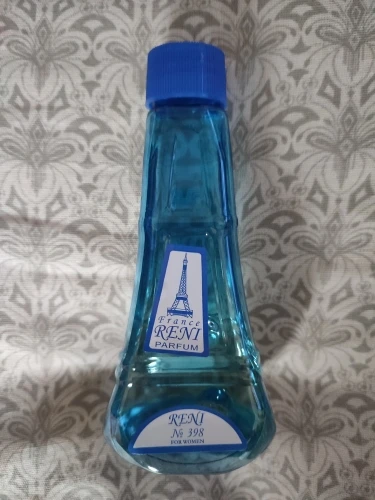 France
RENI
PARFUM
RENI
№ 398
FOR WOMEN